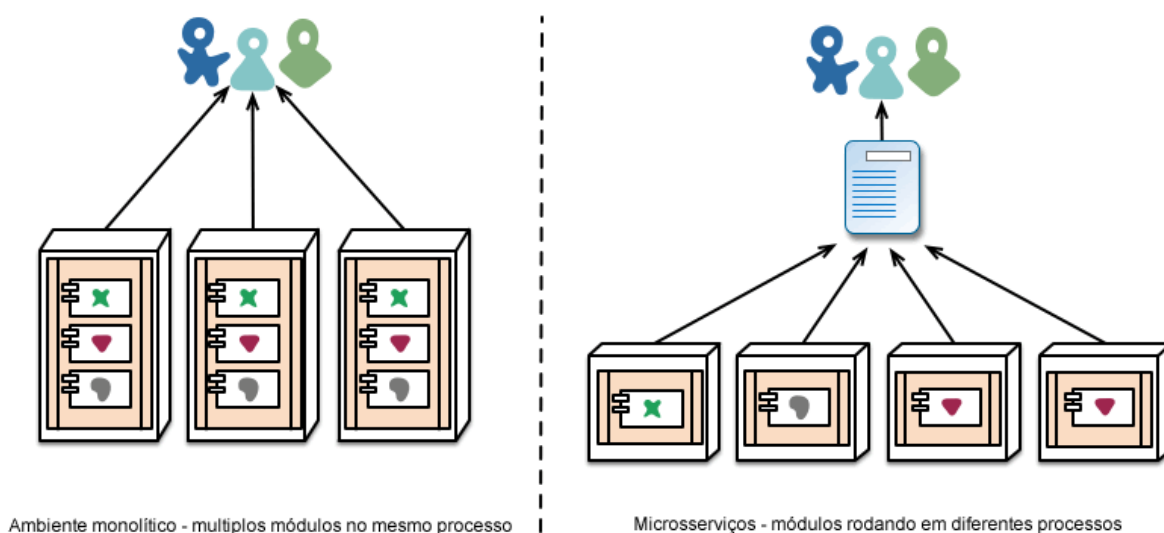 Ambiente monolítico - multiplos módulos no mesmo processo
Microsserviços - módulos rodando em diferentes processos